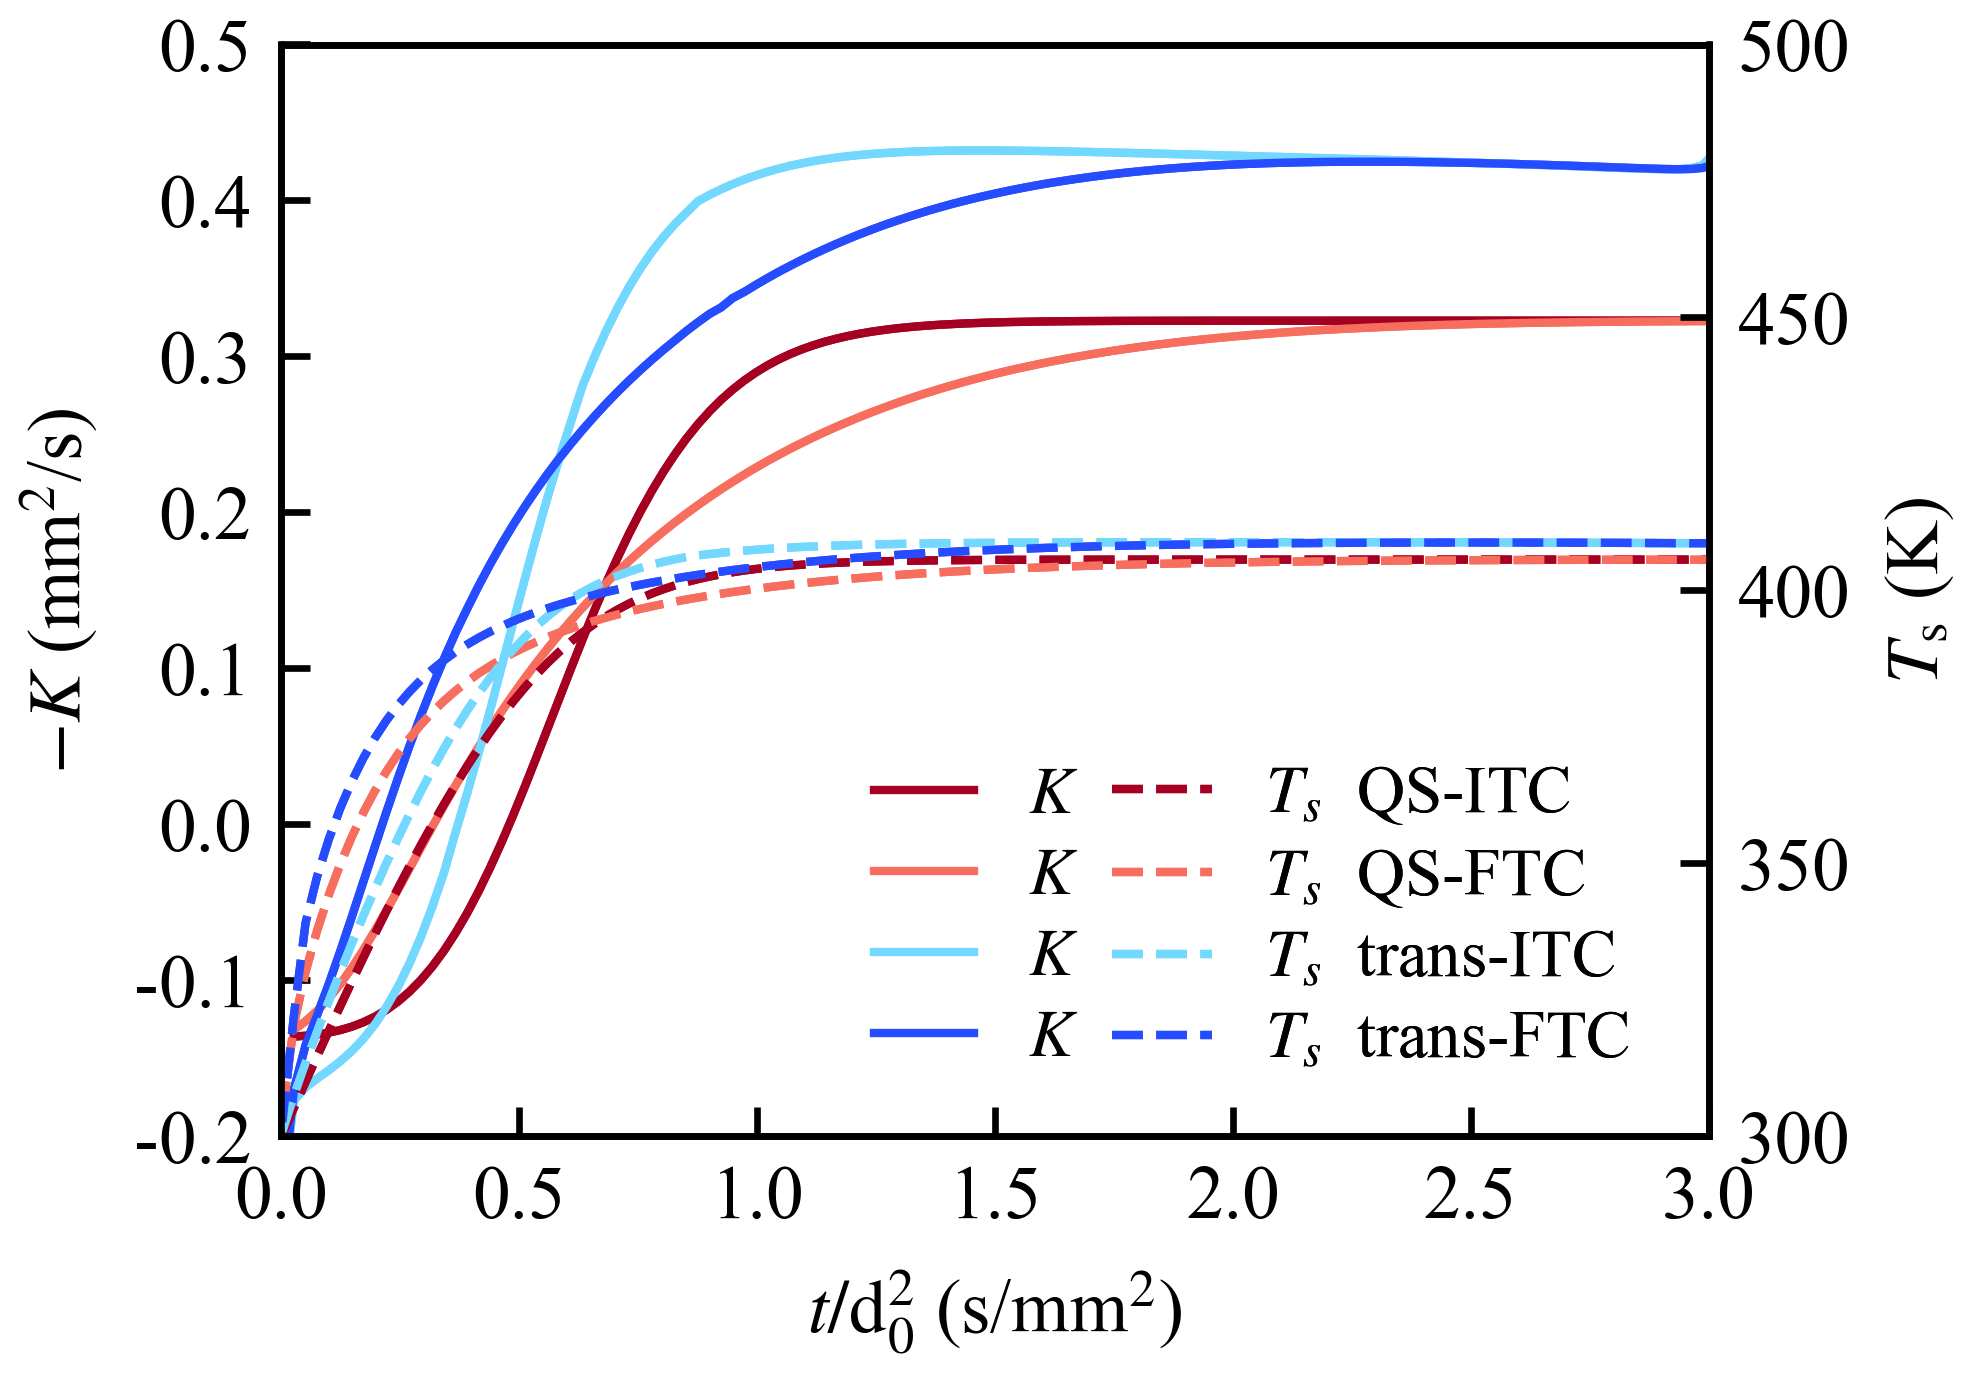 0.5
0.4
0.3
0.2
0.1
0.0
-0.1
-0.2
−K (mm²/s)
500
450
400
350
300
Tₛ (K)
K Tₛ QS-ITC
K Tₛ QS-FTC
K Tₛ trans-ITC
K Tₛ trans-FTC
0.0 0.5 1.0 1.5 2.0 2.5 3.0
t/d₀² (s/mm²)